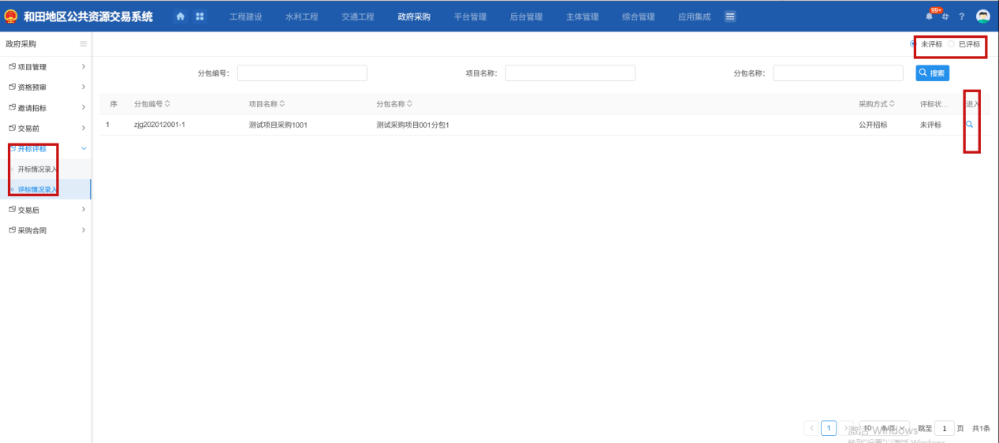 和田地区公共资源交易系统 工程建设 水利工程 交通工程 政府采购 平台管理 后台管理 主体管理 综合管理 应用集成 99+ ?
政府采购
未评标 已评标
项目管理
资格预审
邀请招标
交易前
开标评标
开标情况录入
评标情况录入
交易后
采购合同
分包编号: 项目名称: 分包名称: 搜索
序 分包编号 项目名称 分包名称 采购方式 评标状... 进入
1 zjg202012001-1 测试项目采购1001 测试采购项目001分包1 公开招标 未评标
1 10 条/页 跳至 1 页 共1条
激活 Windows
转到"设置"以激活 Windows